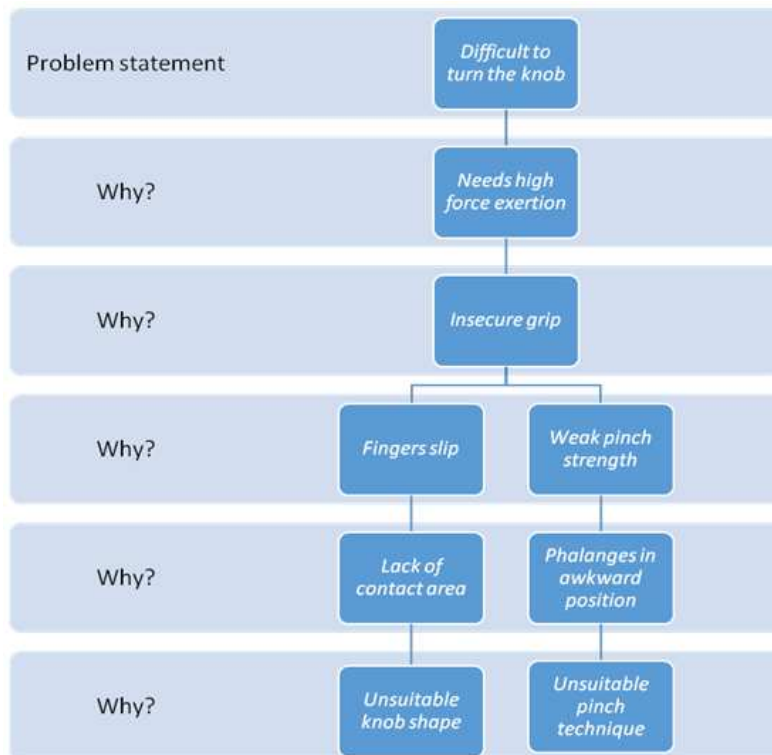 Problem statement
Difficult to
turn the knob
Why?
Needs high
force exertion
Why?
Insecure grip
Why?
Fingers slip
Weak pinch
strength
Why?
Lack of
contact area
Phalanges in
awkward
position
Why?
Unsuitable
knob shape
Unsuitable
pinch
technique